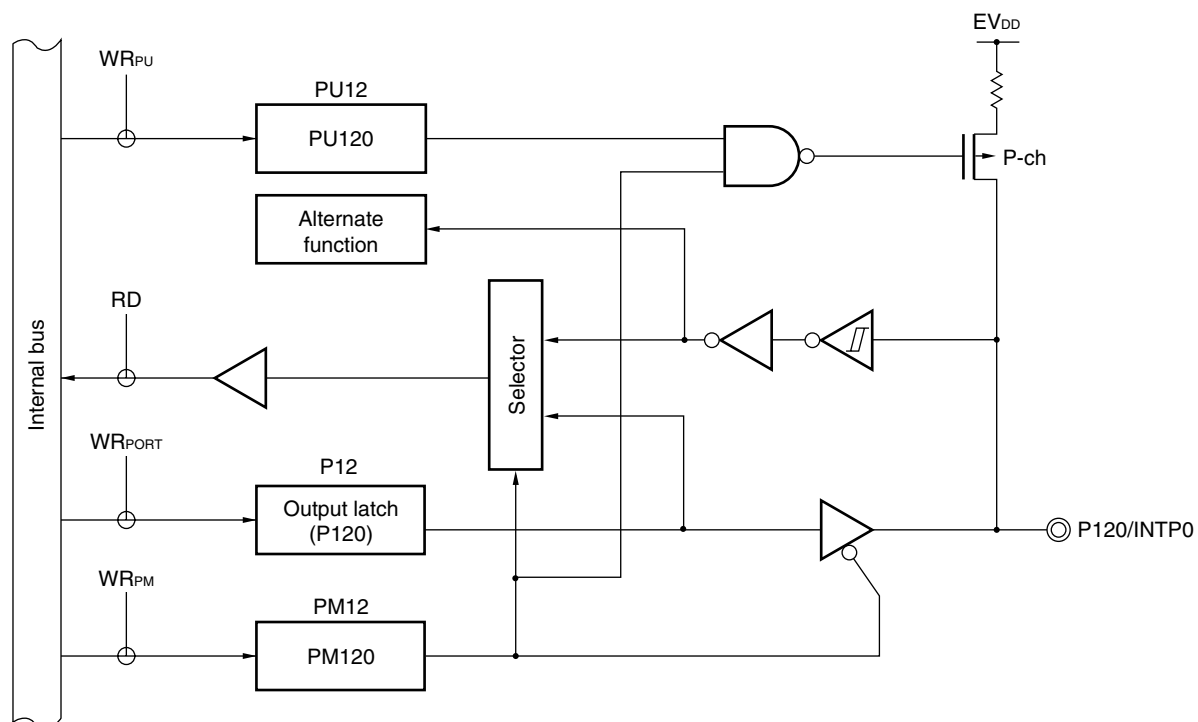 EVDD
WRPU
PU12
PU120
P-ch
Alternate
function
RD
Internal bus
Selector
WRPORT
P12
Output latch
(P120)
P120/INTP0
WRPM
PM12
PM120